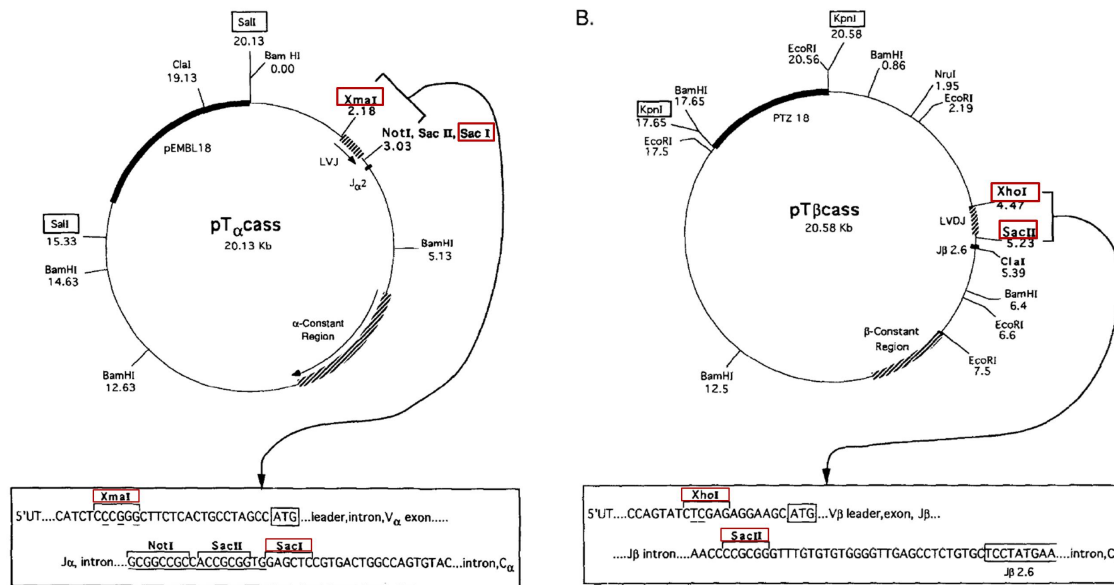 B.
SalI
20.13
Bam HI
0.00
ClaI
19.13
XmaI
2.18
NotI, Sac II, Sac I
3.03
LVJ
Jα2
pEMBL18
pTαcass
20.13 Kb
SalI
15.33
BamHI
14.63
BamHI
5.13
α-Constant
Region
BamHI
12.63
XmaI
5'UT....CATCTCCCGGGCTTCTCACTGCCTAGCC ATG ...leader,intron,Vα exon.....
NotI SacII SacI
Jα, intron....GCGGCCGCCACCGCGGTGGAGCTCCGTGACTGGCCAGTGTAC...intron,Cα
KpnI
20.58
EcoRI
20.56
BamHI
0.86
NruI
1.95
EcoRI
2.19
BamHI
17.65
KpnI
17.65
EcoRI
17.5
PTZ 18
pTβcass
20.58 Kb
XhoI
4.47
LVDJ
SacII
5.23
Jβ 2.6
ClaI
5.39
BamHI
6.4
EcoRI
6.6
β-Constant
Region
EcoRI
7.5
BamHI
12.5
XhoI
5'UT....CCAGTATCTCGAGAGGAAGC ATG ...Vβ leader,exon, Jβ...
SacII
....Jβ intron....AACCCCGCGGGTTTGTGTGTGGGGTTGAGCCTCTGTGCTCCTATGAA .....intron,C
Jβ 2.6